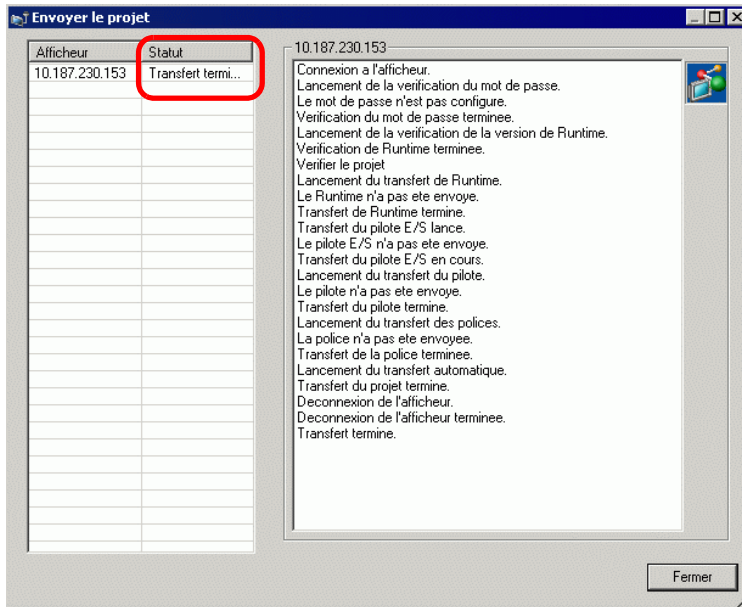 Envoyer le projet
Afficheur Statut
10.187.230.153 Transfert termi...
10.187.230.153
Connexion a l'afficheur.
Lancement de la verification du mot de passe.
Le mot de passe n'est pas configure.
Verification du mot de passe terminee.
Lancement de la verification de la version de Runtime.
Verification de Runtime terminee.
Verifier le projet
Lancement du transfert de Runtime.
Le Runtime n'a pas ete envoye.
Transfert de Runtime termine.
Transfert du pilote E/S lance.
Le pilote E/S n'a pas ete envoye.
Transfert du pilote E/S en cours.
Lancement du transfert du pilote.
Le pilote n'a pas ete envoye.
Transfert du pilote termine.
Lancement du transfert des polices.
La police n'a pas ete envoyee.
Transfert de la police terminee.
Lancement du transfert automatique.
Transfert du projet termine.
Deconnexion de l'afficheur.
Deconnexion de l'afficheur terminee.
Transfert termine.
Fermer